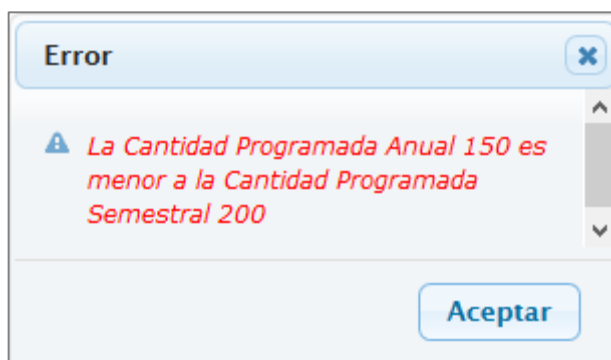 Error
La Cantidad Programada Anual 150 es
menor a la Cantidad Programada
Semestral 200
Aceptar